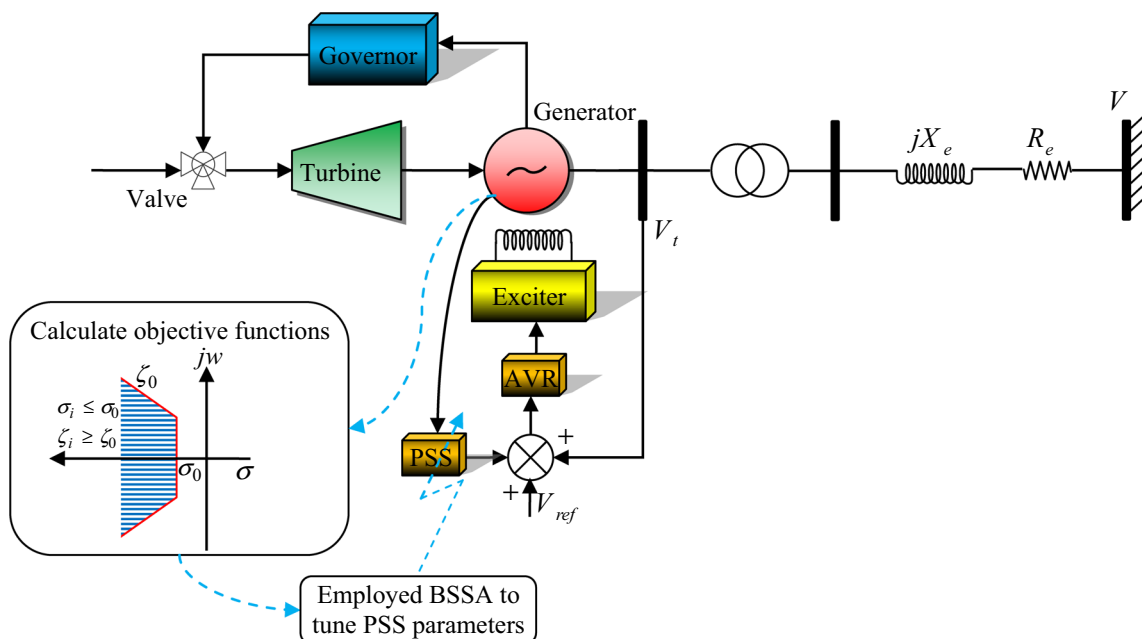 Governor
Generator
V
jX_e
R_e
Turbine
Valve
V_t
Exciter
Calculate objective functions
jw
ζ_0
AVR
σ_i ≤ σ_0
ζ_i ≥ ζ_0
+
PSS
σ_0
σ
+
V_ref
Employed BSSA to
tune PSS parameters